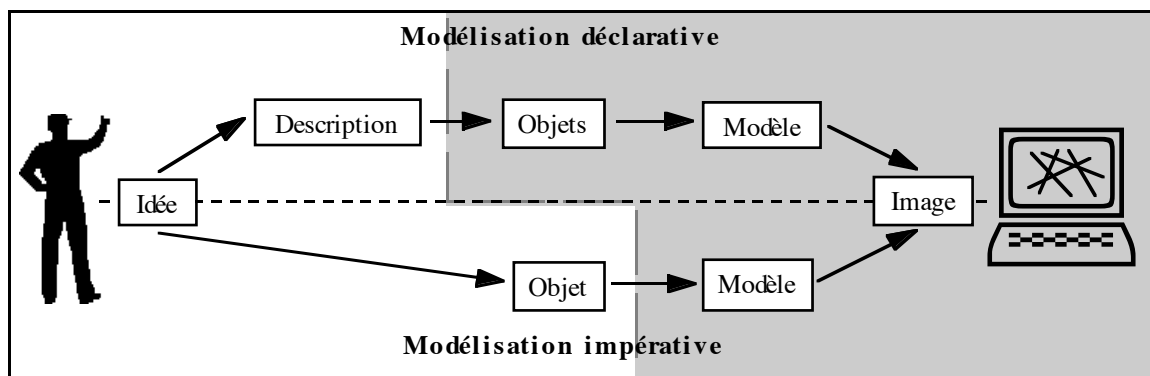 Modélisation déclarative
Description
Objets
Modèle
Idée
Image
Objet
Modèle
Modélisation impérative